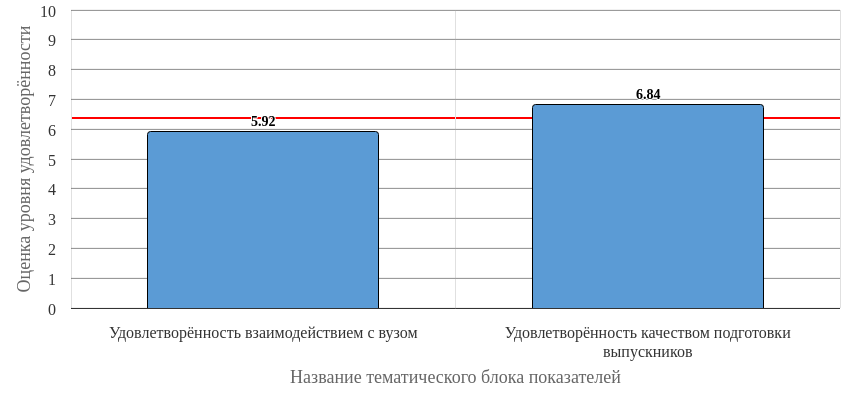 Оценка уровня удовлетворённости
10
9
8
7
6
5
4
3
2
1
0
5.92
6.84
Удовлетворённость взаимодействием с вузом
Удовлетворённость качеством подготовки
выпускников
Название тематического блока показателей